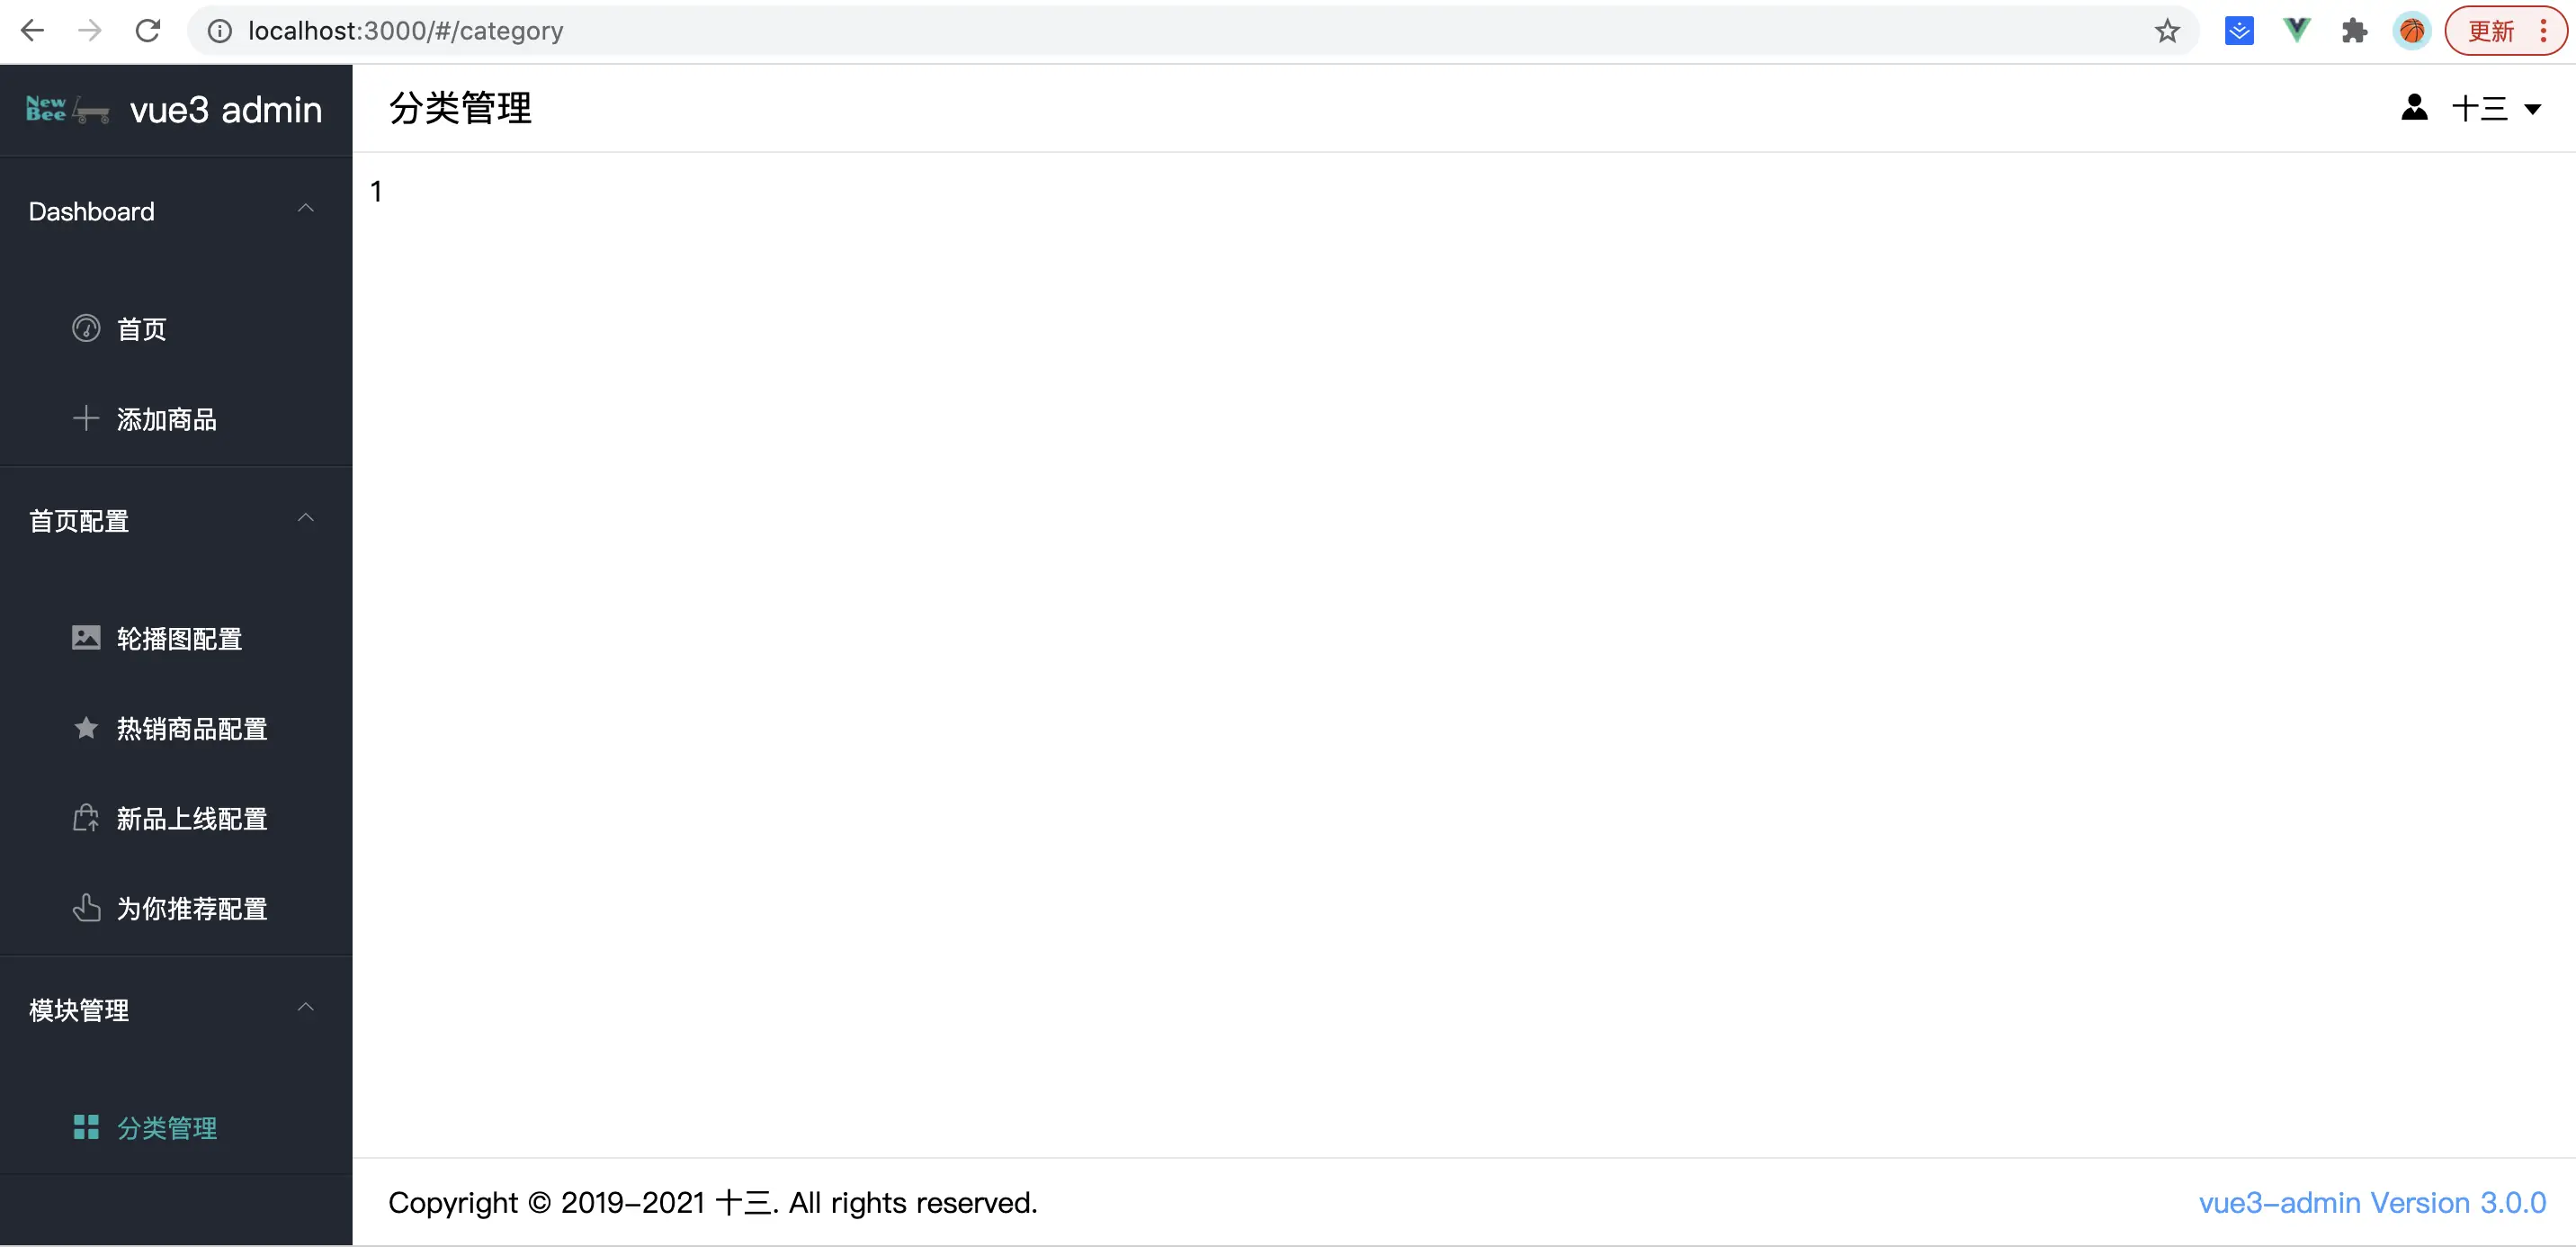 localhost:3000/#/category
更新
New
Bee
vue3 admin
分类管理
十三
Dashboard
1
首页
添加商品
首页配置
轮播图配置
热销商品配置
新品上线配置
为你推荐配置
模块管理
分类管理
Copyright © 2019-2021 十三. All rights reserved.
vue3-admin Version 3.0.0